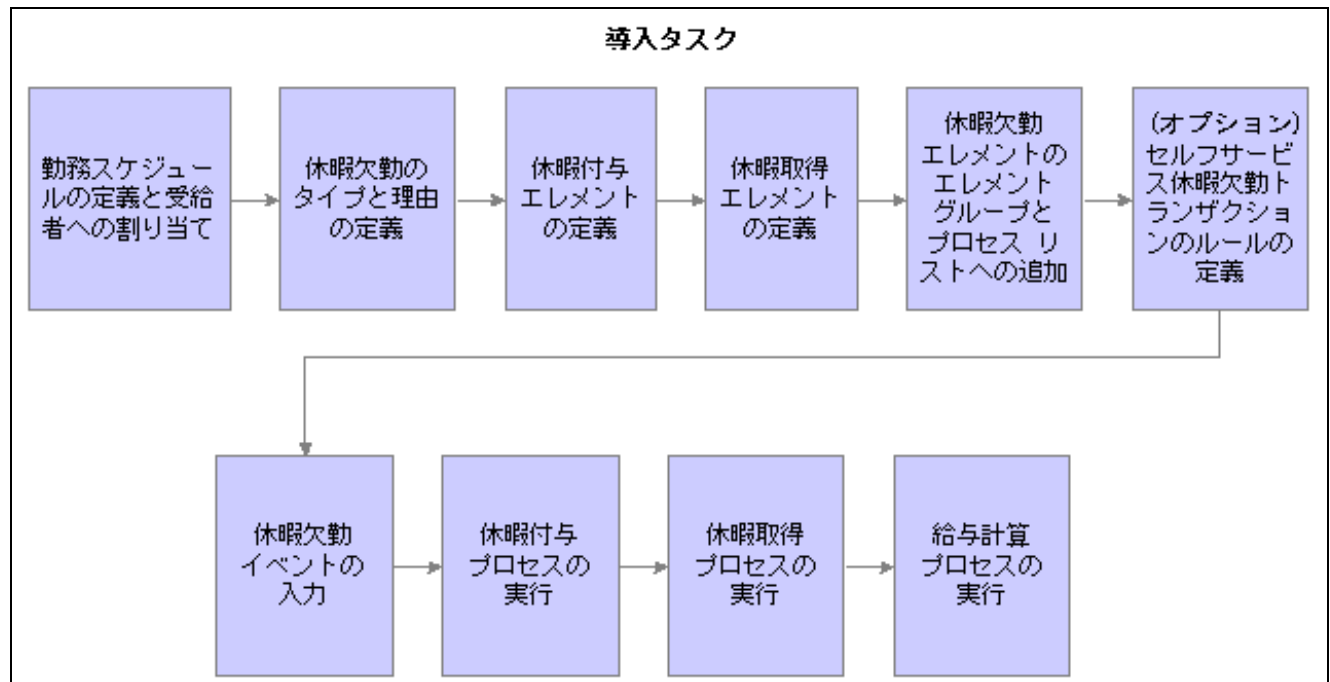 導入タスク
勤務スケジュー
ルの定義と受給
者への割り当て
休暇欠勤の
タイプと理由
の定義
休暇付与
エレメント
の定義
休暇取得
エレメント
の定義
休暇欠勤
エレメントの
エレメント
グループと
プロセス リ
ストへの追加
(オプション)
セルフサービ
ス休暇欠勤ト
ランザクショ
ンのルールの
定義
休暇欠勤
イベントの
入力
休暇付与
プロセスの
実行
休暇取得
プロセスの
実行
給与計算
プロセスの
実行